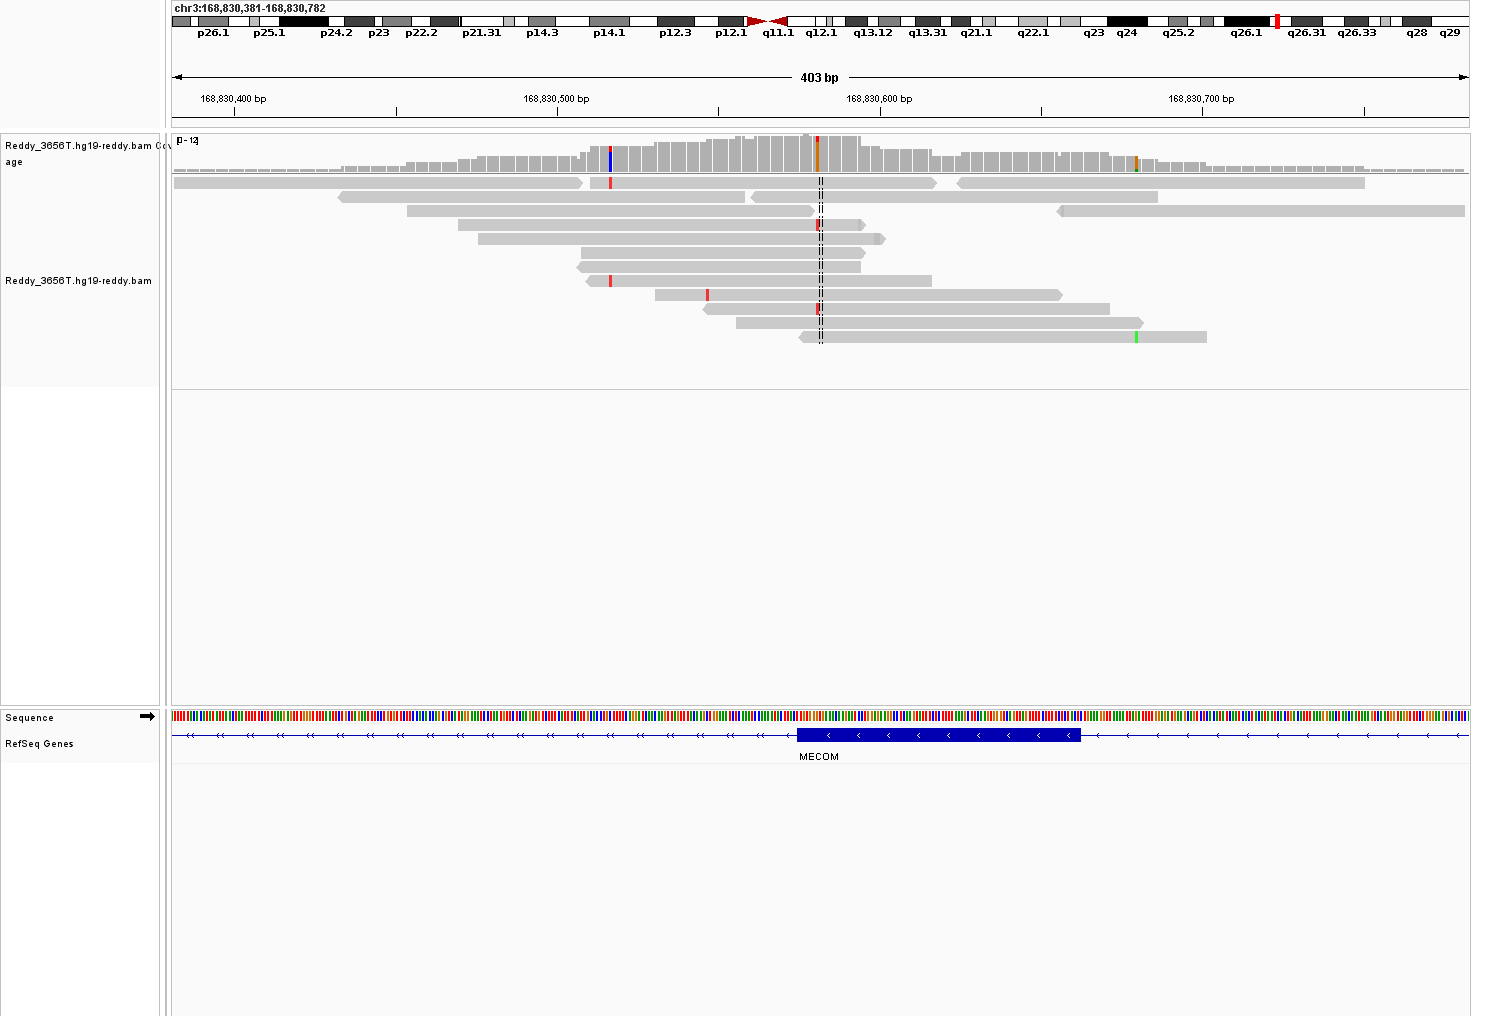 chr3:168,830,381-168,830,782
p26.1 p25.1 p24.2 p23 p22.2 p21.31 p14.3 p14.1 p12.3 p12.1 q11.1 q12.1 q13.12 q13.31 q21.1 q22.1 q23 q24 q25.2 q26.1 q26.31 q26.33 q28 q29
403 bp
168,830,400 bp 168,830,500 bp 168,830,600 bp 168,830,700 bp
[0 - 12]
Reddy_3656T.hg19-reddy.bam Cov
age
Reddy_3656T.hg19-reddy.bam
Sequence
RefSeq Genes
MECOM